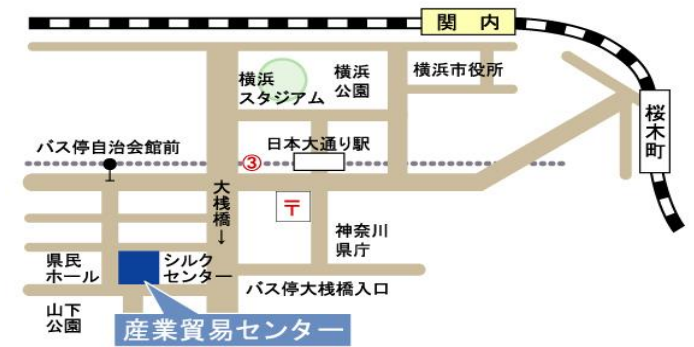 関内
横浜
スタジアム
横浜
公園
横浜市役所
桜木町
バス停自治会館前
日本大通り駅
③
大桟橋↓
〒
神奈川
県庁
県民
ホール
シルク
センター
バス停大桟橋入口
山下
公園
産業貿易センター